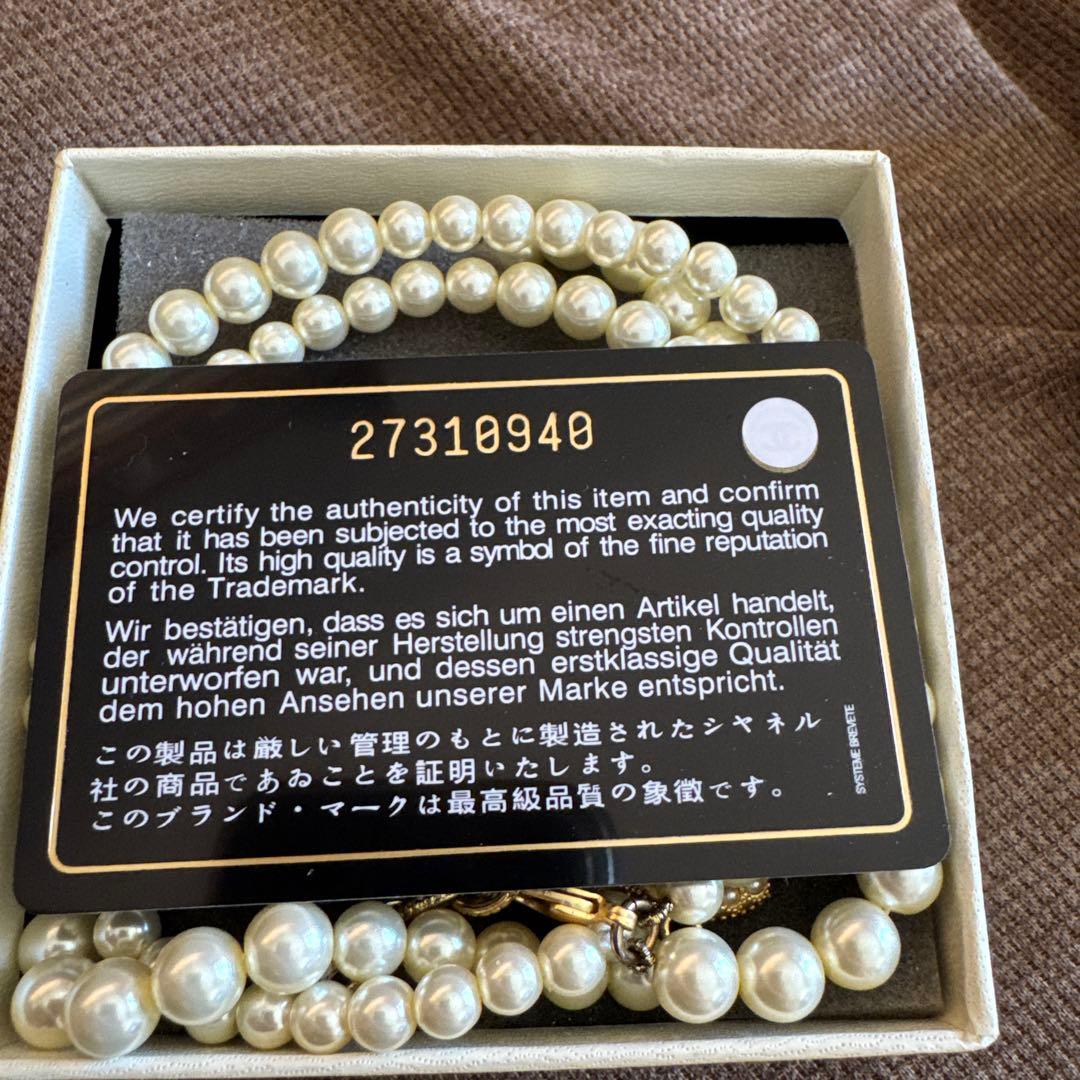 27310940
We certify the authenticity of this item and confirm
that it has been subjected to the most exacting quality
control. Its high quality is a symbol of the fine reputation
of the Trademark.
Wir bestätigen, dass es sich um einen Artikel handelt,
der während seiner Herstellung strengsten Kontrollen
unterworfen war, und dessen erstklassige Qualität
dem hohen Ansehen unserer Marke entspricht.
この製品は厳しい管理のもとに製造されたシヤネル
社の商品であゐことを証明いたします。
このブランド・マークは最高級品質の象徴です。
SYSTEME BREVETE